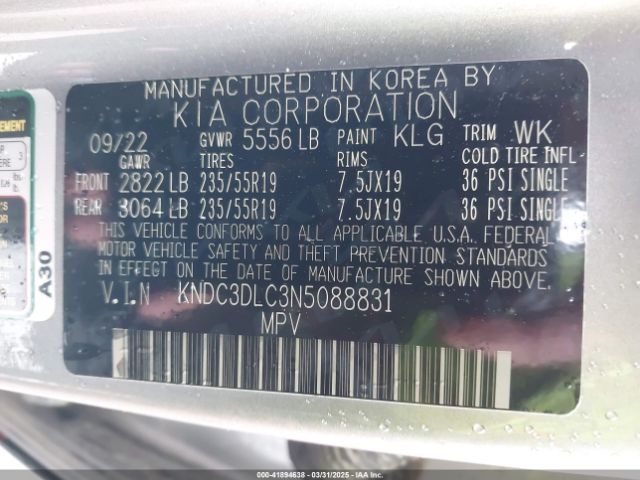 MANUFACTURED IN KOREA BY
KIA CORPORATION
09/22 GVWR 5556 LB PAINT KLG TRIM WK
GAWR TIRES RIMS COLD TIRE INFL
FRONT 2822 LB 235/55R19 7.5JX19 36 PSI SINGLE
REAR 3064 LB 235/55R19 7.5JX19 36 PSI SINGLE
THIS VEHICLE CONFORMS TO ALL APPLICABLE U.S.A. FEDERAL
MOTOR VEHICLE SAFETY AND THEFT PREVENTION STANDARDS
IN EFFECT ON THE DATE OF MANUFACTURE SHOWN ABOVE.
V.I.N KNDC3DLC3N5088831
MPV
A30
000-41894638 - 03/31/2025 - IAAI.COM